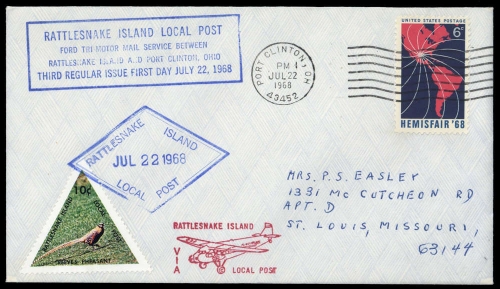 RATTLESNAKE ISLAND LOCAL POST
FORD TRI-MOTOR MAIL SERVICE BETWEEN
RATTLESNAKE ISLAND AND PORT CLINTON, OHIO
THIRD REGULAR ISSUE FIRST DAY JULY 22, 1968
PORT CLINTON, OH
PM
JUL 22
1968
43452
UNITED STATES POSTAGE
6c
HEMISFAIR '68
RATTLESNAKE ISLAND
JUL 22 1968
LOCAL POST
10c
REEVES PHEASANT
RATTLESNAKE ISLAND
VIA
LOCAL POST
MRS. P.S. EASLEY
1331 MC CUTCHEON RD
APT. D
ST. LOUIS, MISSOURI,
63144